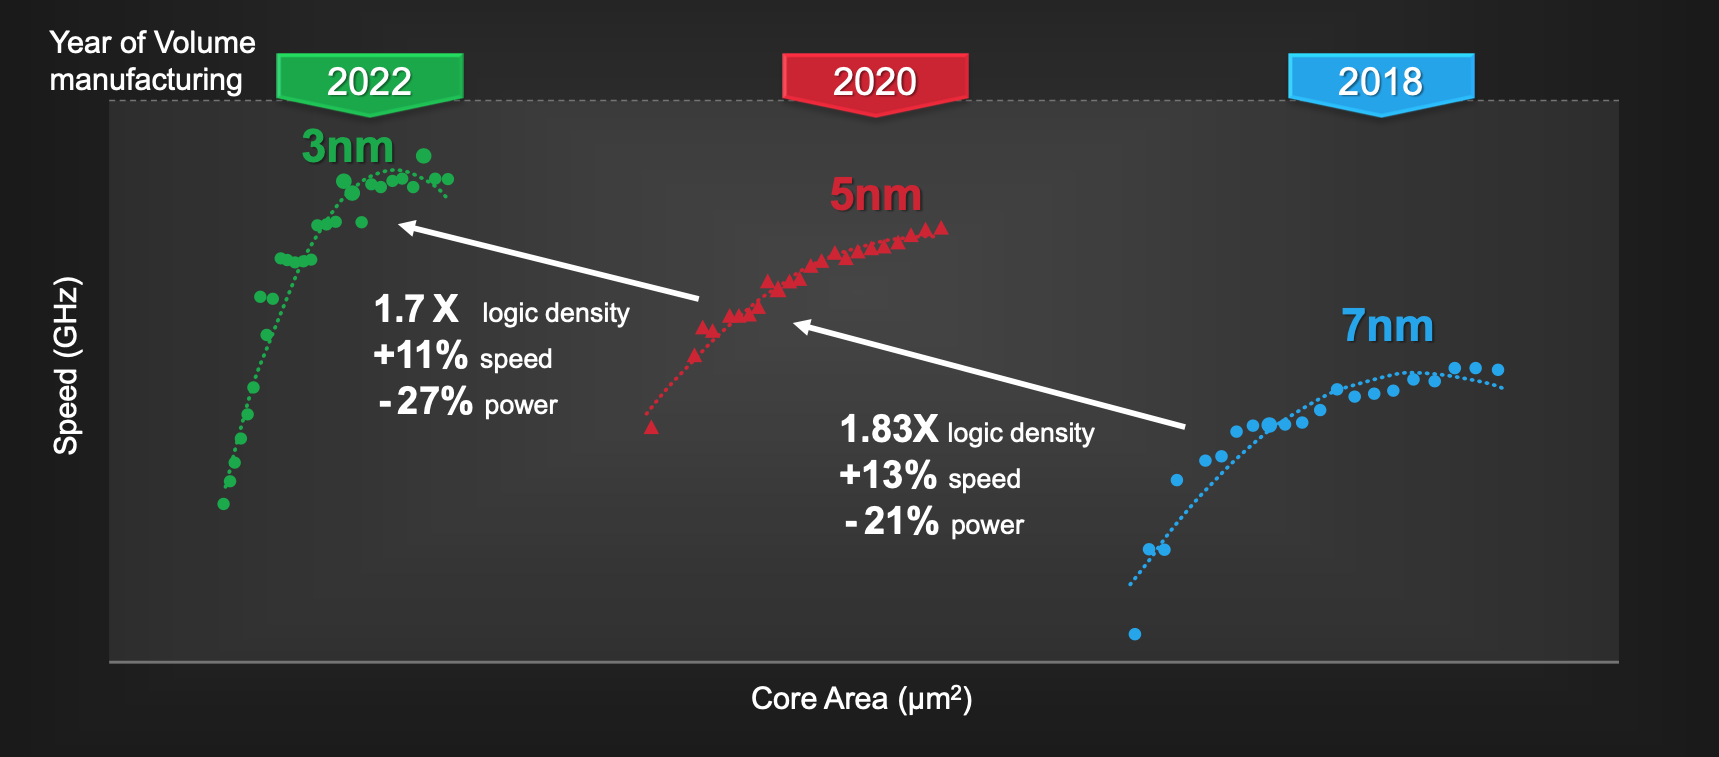 Year of Volume
manufacturing
2022
2020
2018
3nm
5nm
7nm
Speed (GHz)
1.7 X logic density
+11% speed
-27% power
1.83X logic density
+13% speed
-21% power
Core Area (µm²)